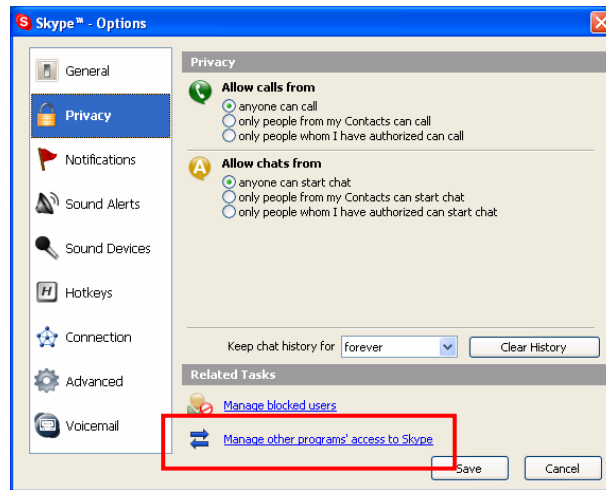 Skype™ - Options
General
Privacy
Notifications
Sound Alerts
Sound Devices
Hotkeys
Connection
Advanced
Voicemail
Privacy
Allow calls from
anyone can call
only people from my Contacts can call
only people whom I have authorized can call
Allow chats from
anyone can start chat
only people from my Contacts can start chat
only people whom I have authorized can start chat
Keep chat history for forever Clear History
Related Tasks
Manage blocked users
Manage other programs' access to Skype
Save Cancel